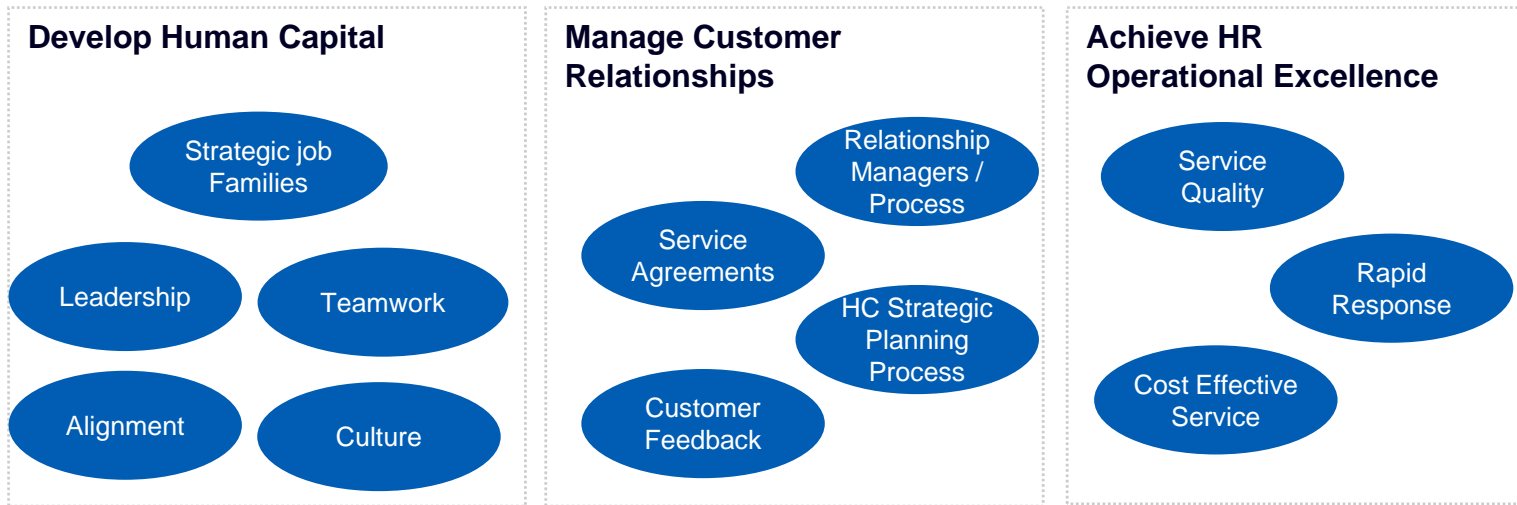 Develop Human Capital
Strategic job
Families
Leadership
Teamwork
Alignment
Culture
Manage Customer
Relationships
Relationship
Managers /
Process
Service
Agreements
HC Strategic
Planning
Process
Customer
Feedback
Achieve HR
Operational Excellence
Service
Quality
Rapid
Response
Cost Effective
Service